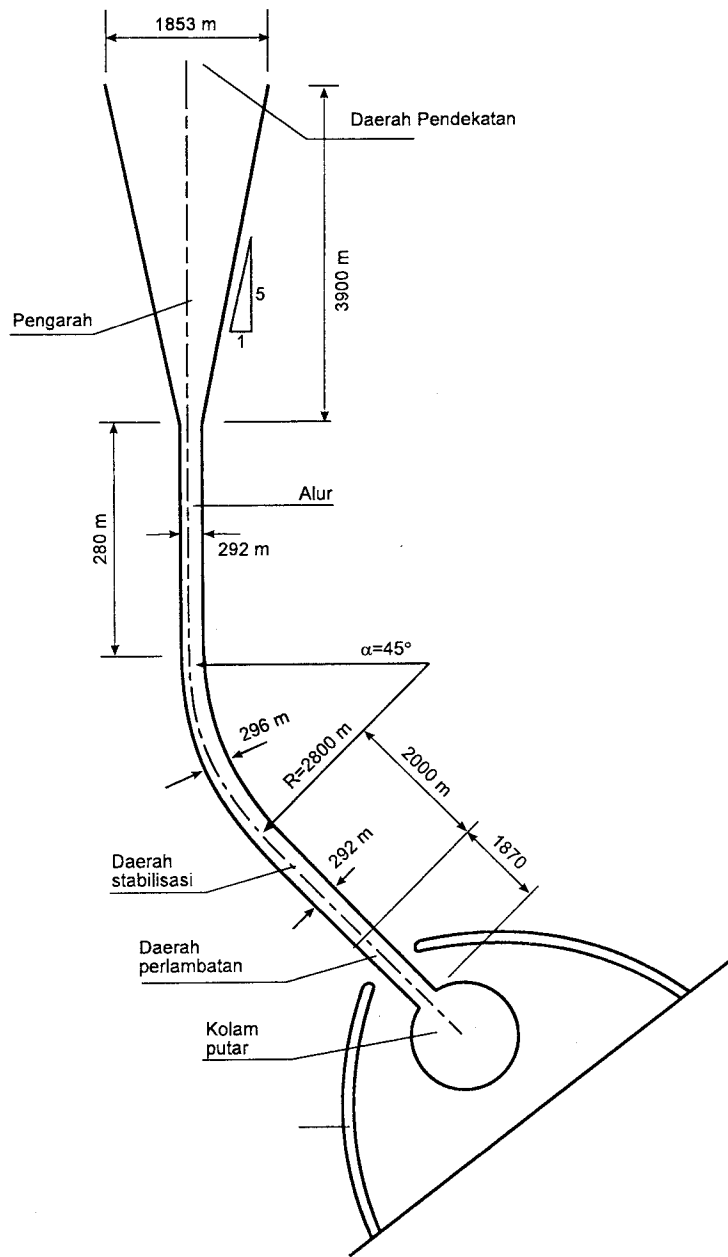 1853 m
Daerah Pendekatan
3900 m
5
1
Pengarah
Alur
280 m
292 m
α=45°
296 m
R=2800 m
2000 m
1870
292 m
Daerah
stabilisasi
Daerah
perlambatan
Kolam
putar